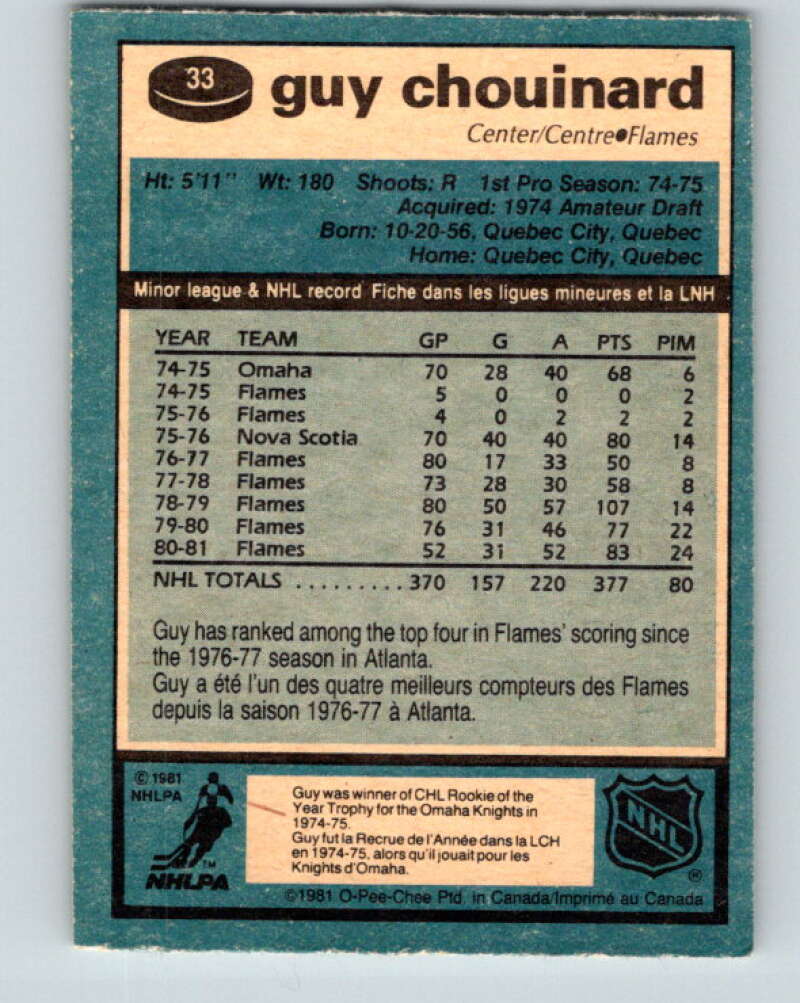 33 guy chouinard
Center/Centre●Flames
Ht: 5'11" Wt: 180 Shoots: R 1st Pro Season: 74-75
Acquired: 1974 Amateur Draft
Born: 10-20-56, Quebec City, Quebec
Home: Quebec City, Quebec
Minor league & NHL record Fiche dans les ligues mineures et la LNH
YEAR TEAM GP G A PTS PIM
74-75 Omaha 70 28 40 68 6
74-75 Flames 5 0 0 0 2
75-76 Flames 4 0 2 2 2
75-76 Nova Scotia 70 40 40 80 14
76-77 Flames 80 17 33 50 8
77-78 Flames 73 28 30 58 8
78-79 Flames 80 50 57 107 14
79-80 Flames 76 31 46 77 22
80-81 Flames 52 31 52 83 24
NHL TOTALS ......... 370 157 220 377 80
Guy has ranked among the top four in Flames' scoring since
the 1976-77 season in Atlanta.
Guy a été l'un des quatre meilleurs compteurs des Flames
depuis la saison 1976-77 à Atlanta.
© 1981
NHLPA
TM
NHLPA
Guy was winner of CHL Rookie of the
Year Trophy for the Omaha Knights in
1974-75.
Guy fut la Recrue de l'Année dans la LCH
en 1974-75, alors qu'il jouait pour les
Knights d'Omaha.
NHL
®
©1981 O-Pee-Chee Ptd. in Canada/Imprimé au Canada